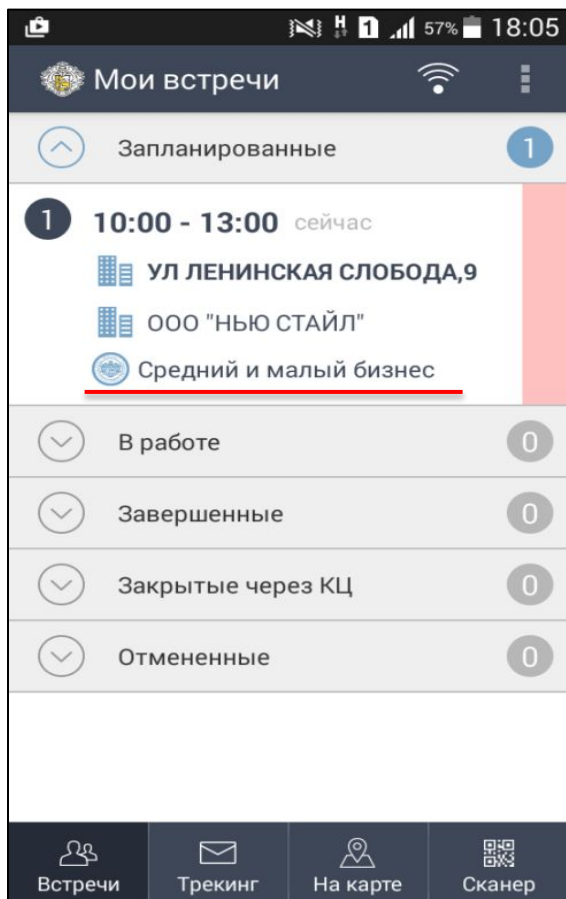 57% 18:05
Мои встречи
Запланированные 1
1 10:00 - 13:00 сейчас
УЛ ЛЕНИНСКАЯ СЛОБОДА,9
ООО "НЬЮ СТАЙЛ"
Средний и малый бизнес
В работе 0
Завершенные 0
Закрытые через КЦ 0
Отмененные 0
Встречи Трекинг На карте Сканер